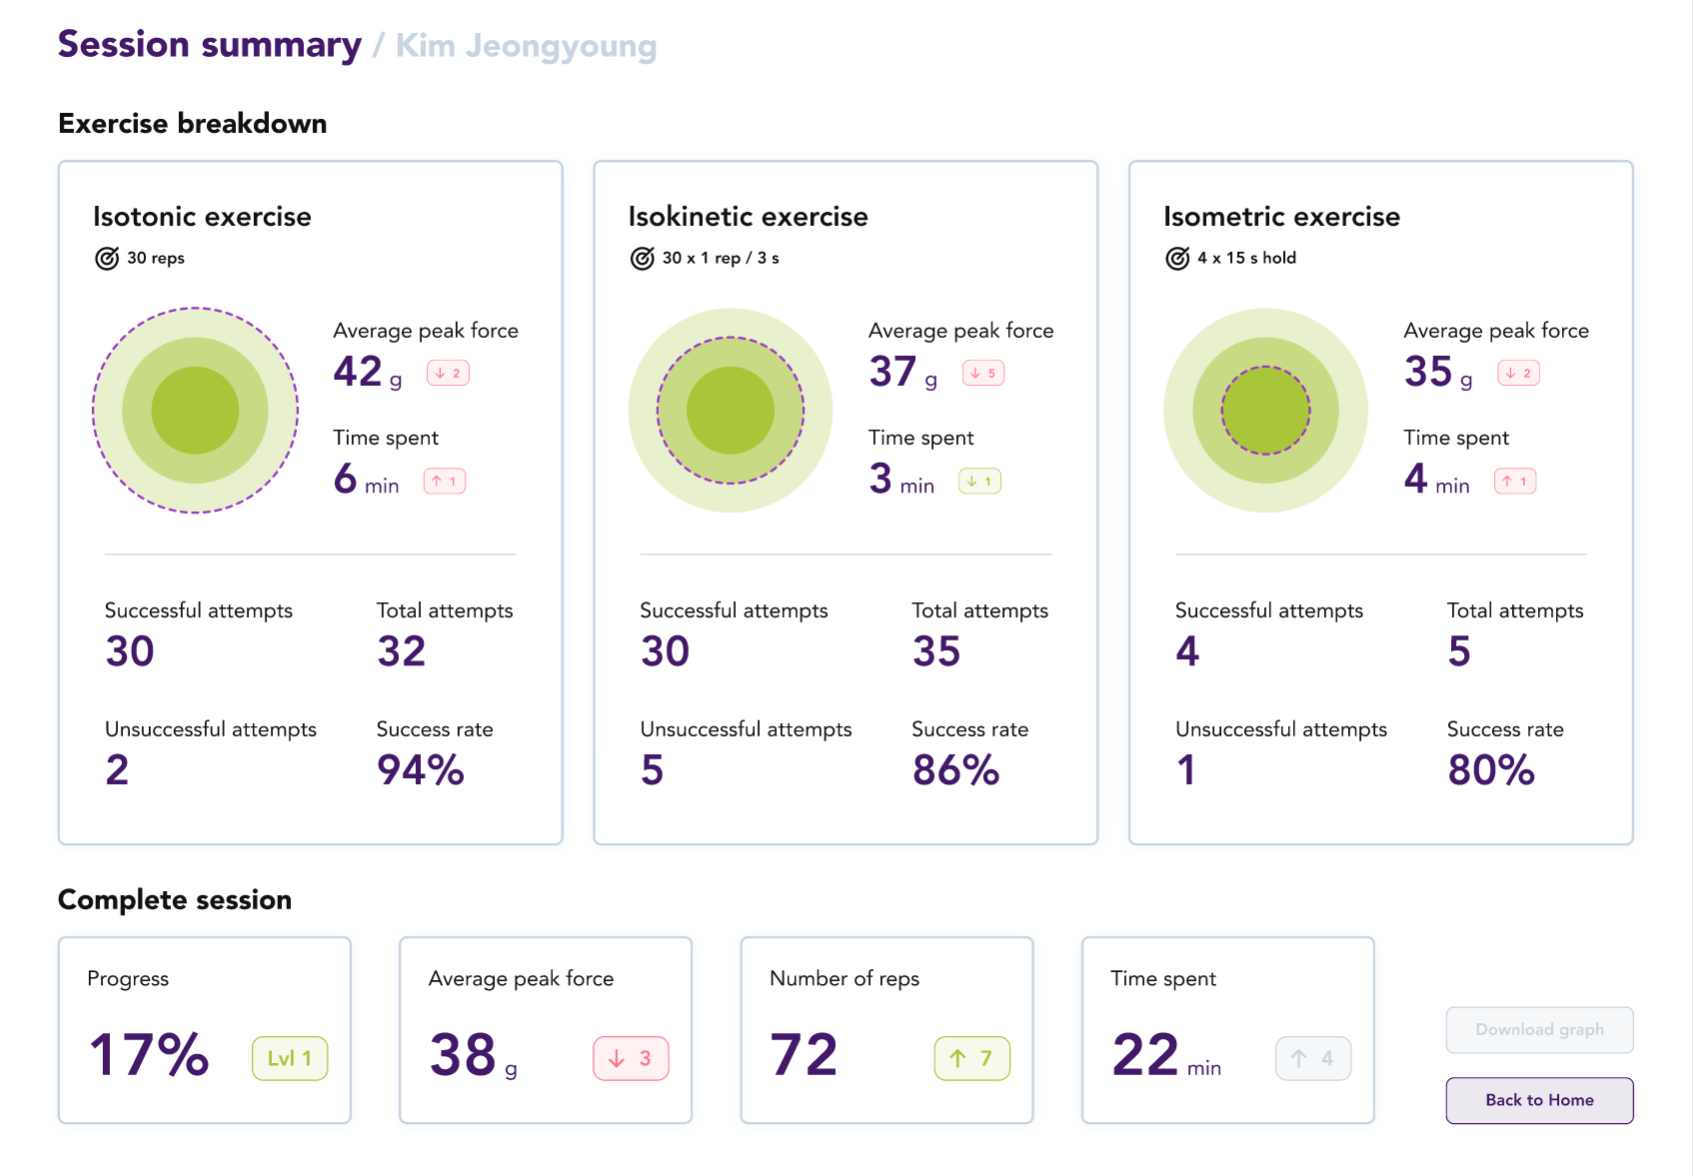 Session summary / Kim Jeongyoung
Exercise breakdown
Isotonic exercise
30 reps
Average peak force
42 g ↓ 2
Time spent
6 min ↑ 1
Successful attempts
30
Total attempts
32
Unsuccessful attempts
2
Success rate
94%
Isokinetic exercise
30 x 1 rep / 3 s
Average peak force
37 g ↓ 5
Time spent
3 min ↓ 1
Successful attempts
30
Total attempts
35
Unsuccessful attempts
5
Success rate
86%
Isometric exercise
4 x 15 s hold
Average peak force
35 g ↓ 2
Time spent
4 min ↑ 1
Successful attempts
4
Total attempts
5
Unsuccessful attempts
1
Success rate
80%
Complete session
Progress
17% Lvl 1
Average peak force
38 g ↓ 3
Number of reps
72 ↑ 7
Time spent
22 min ↑ 4
Download graph
Back to Home